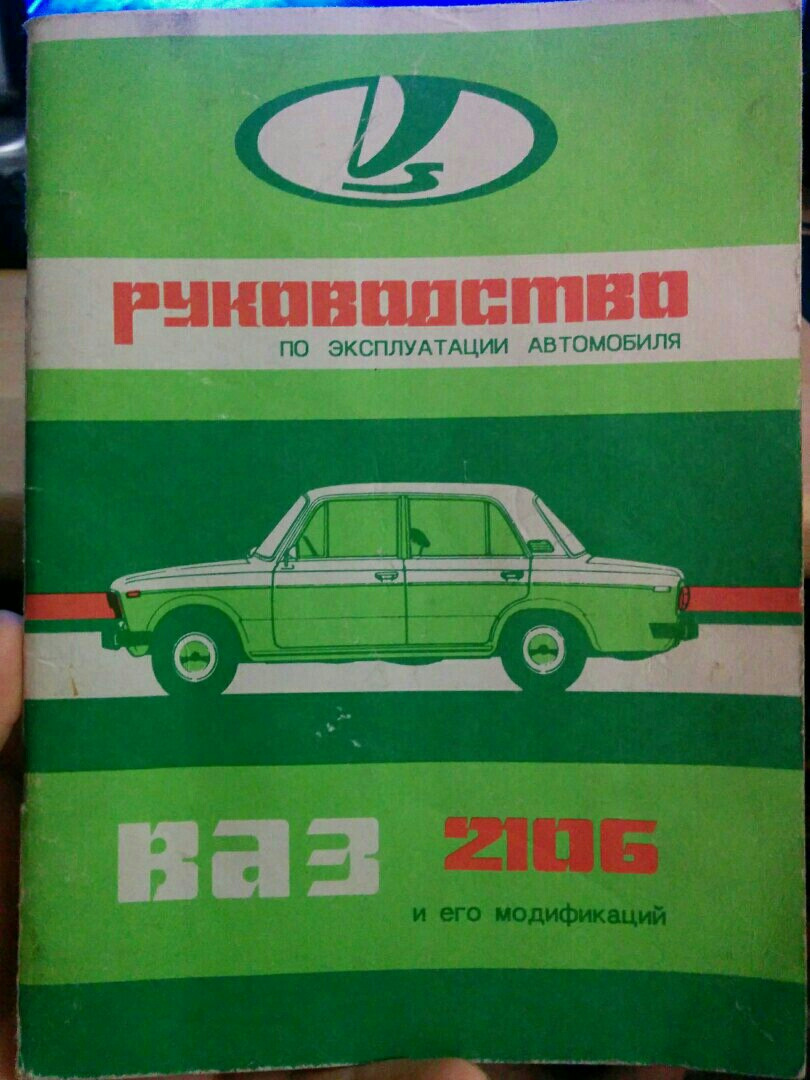 Руководство
ПО ЭКСПЛУАТАЦИИ АВТОМОБИЛЯ
ВАЗ 2106
И ЕГО МОДИФИКАЦИЙ